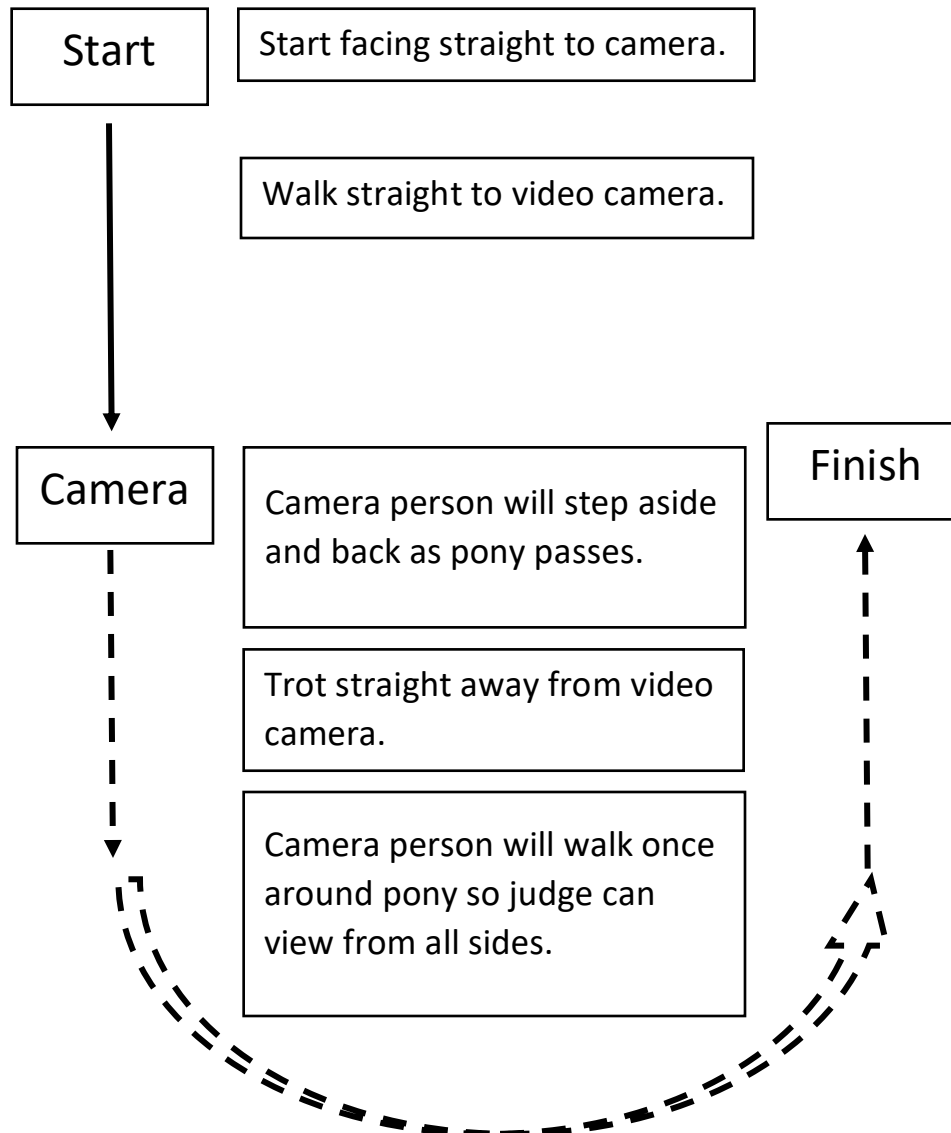 Start
Start facing straight to camera.
Walk straight to video camera.
Camera
Camera person will step aside
and back as pony passes.
Finish
Trot straight away from video
camera.
Camera person will walk once
around pony so judge can
view from all sides.